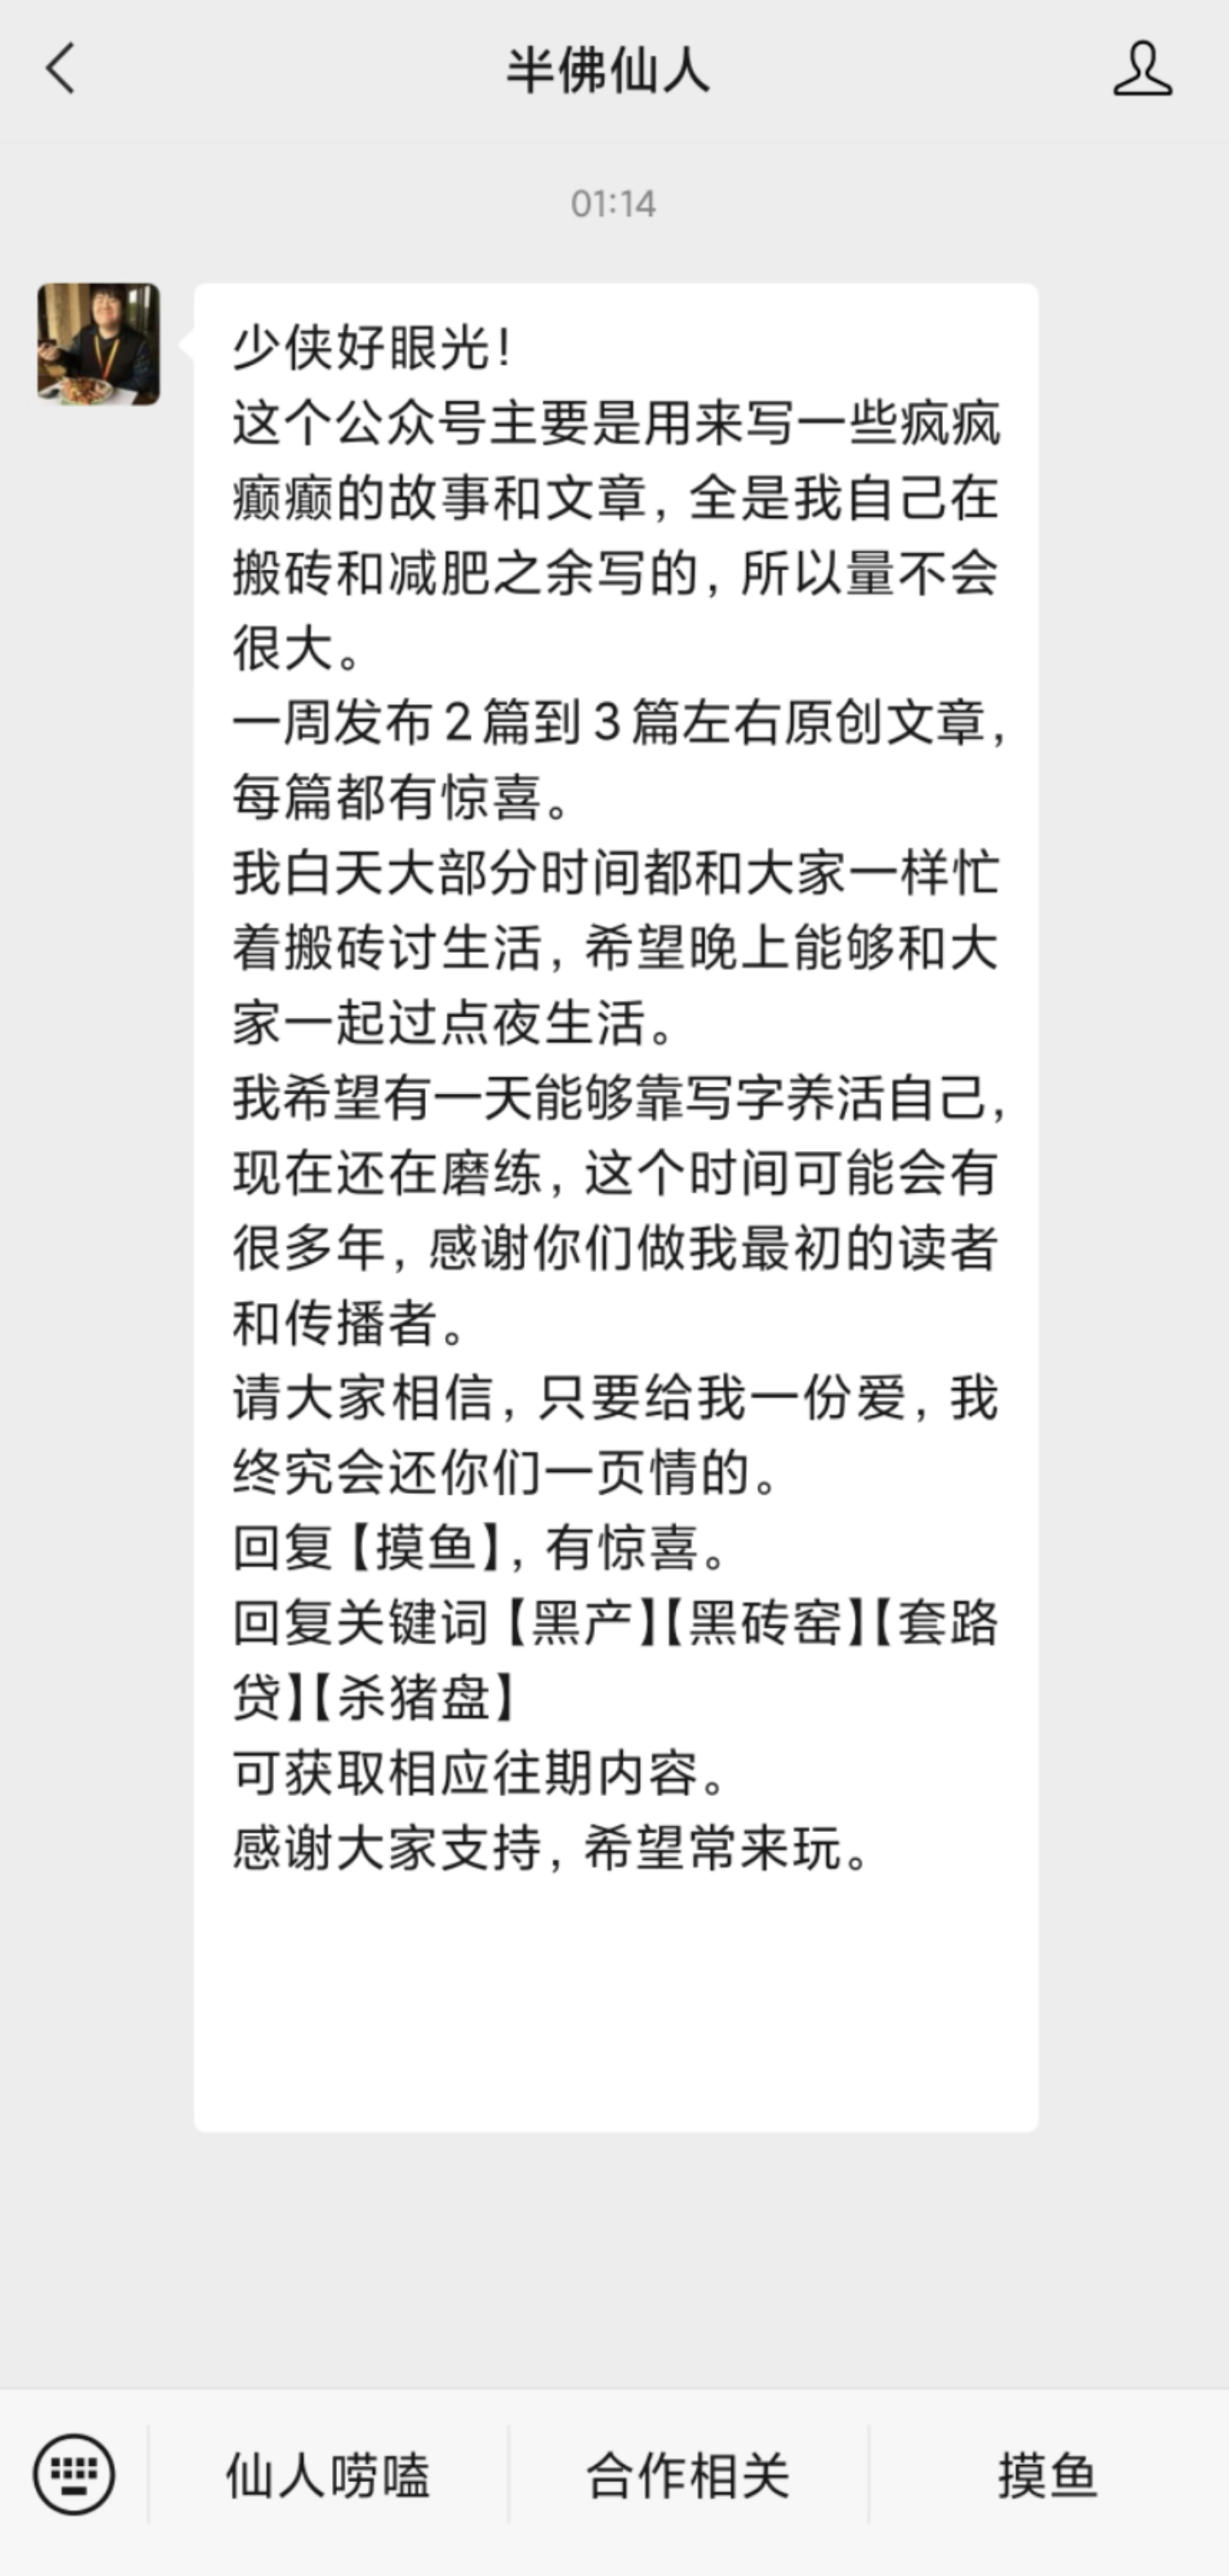 半佛仙人
01:14
少侠好眼光!
这个公众号主要是用来写一些疯疯
癫癫的故事和文章，全是我自己在
搬砖和减肥之余写的，所以量不会
很大。
一周发布2篇到3篇左右原创文章，
每篇都有惊喜。
我白天大部分时间都和大家一样忙
着搬砖讨生活，希望晚上能够和大
家一起过点夜生活。
我希望有一天能够靠写字养活自己，
现在还在磨练，这个时间可能会有
很多年，感谢你们做我最初的读者
和传播者。
请大家相信，只要给我一份爱，我
终究会还你们一页情的。
回复【摸鱼】，有惊喜。
回复关键词【黑产】【黑砖窑】【套路
贷】【杀猪盘】
可获取相应往期内容。
感谢大家支持，希望常来玩。
仙人唠嗑
合作相关
摸鱼